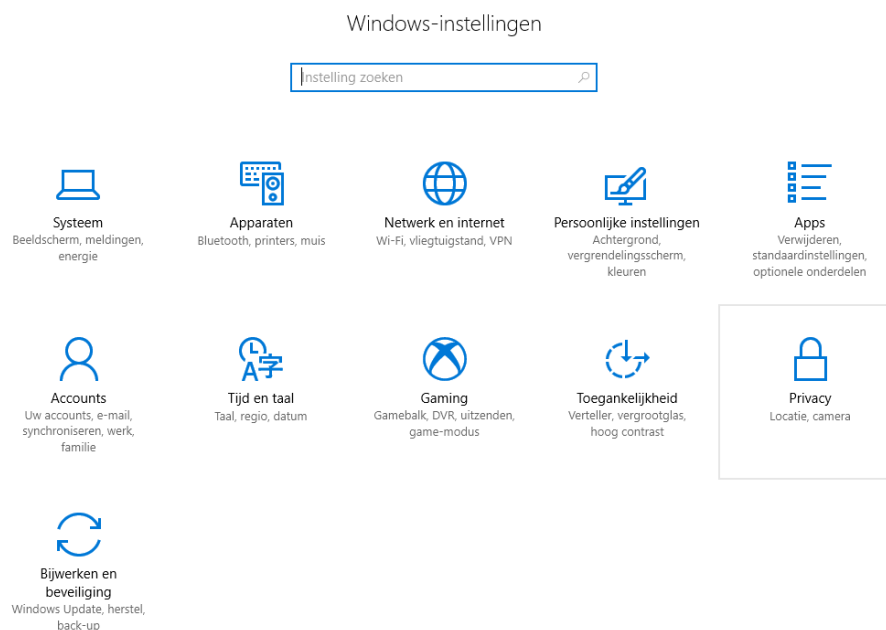 Windows-instellingen
Instelling zoeken
Systeem
Beeldscherm, meldingen,
energie
Apparaten
Bluetooth, printers, muis
Netwerk en internet
Wi-Fi, vliegtuigstand, VPN
Persoonlijke instellingen
Achtergrond,
vergrendelingsscherm,
kleuren
Apps
Verwijderen,
standaardinstellingen,
optionele onderdelen
Accounts
Uw accounts, e-mail,
synchroniseren, werk,
familie
Tijd en taal
Taal, regio, datum
Gaming
Gamebalk, DVR, uitzenden,
game-modus
Toegankelijkheid
Verteller, vergrootglas,
hoog contrast
Privacy
Locatie, camera
Bijwerken en
beveiliging
Windows Update, herstel,
back-up